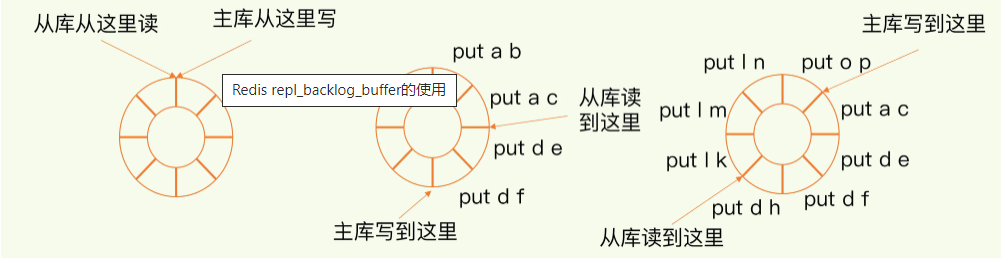 从库从这里读
主库从这里写
Redis repl_backlog_buffer的使用
put a b
put a c
从库读
到这里
put d e
put d f
主库写到这里
主库写到这里
put l n
put o p
put l m
put a c
put l k
put d e
put d h
put d f
从库读到这里